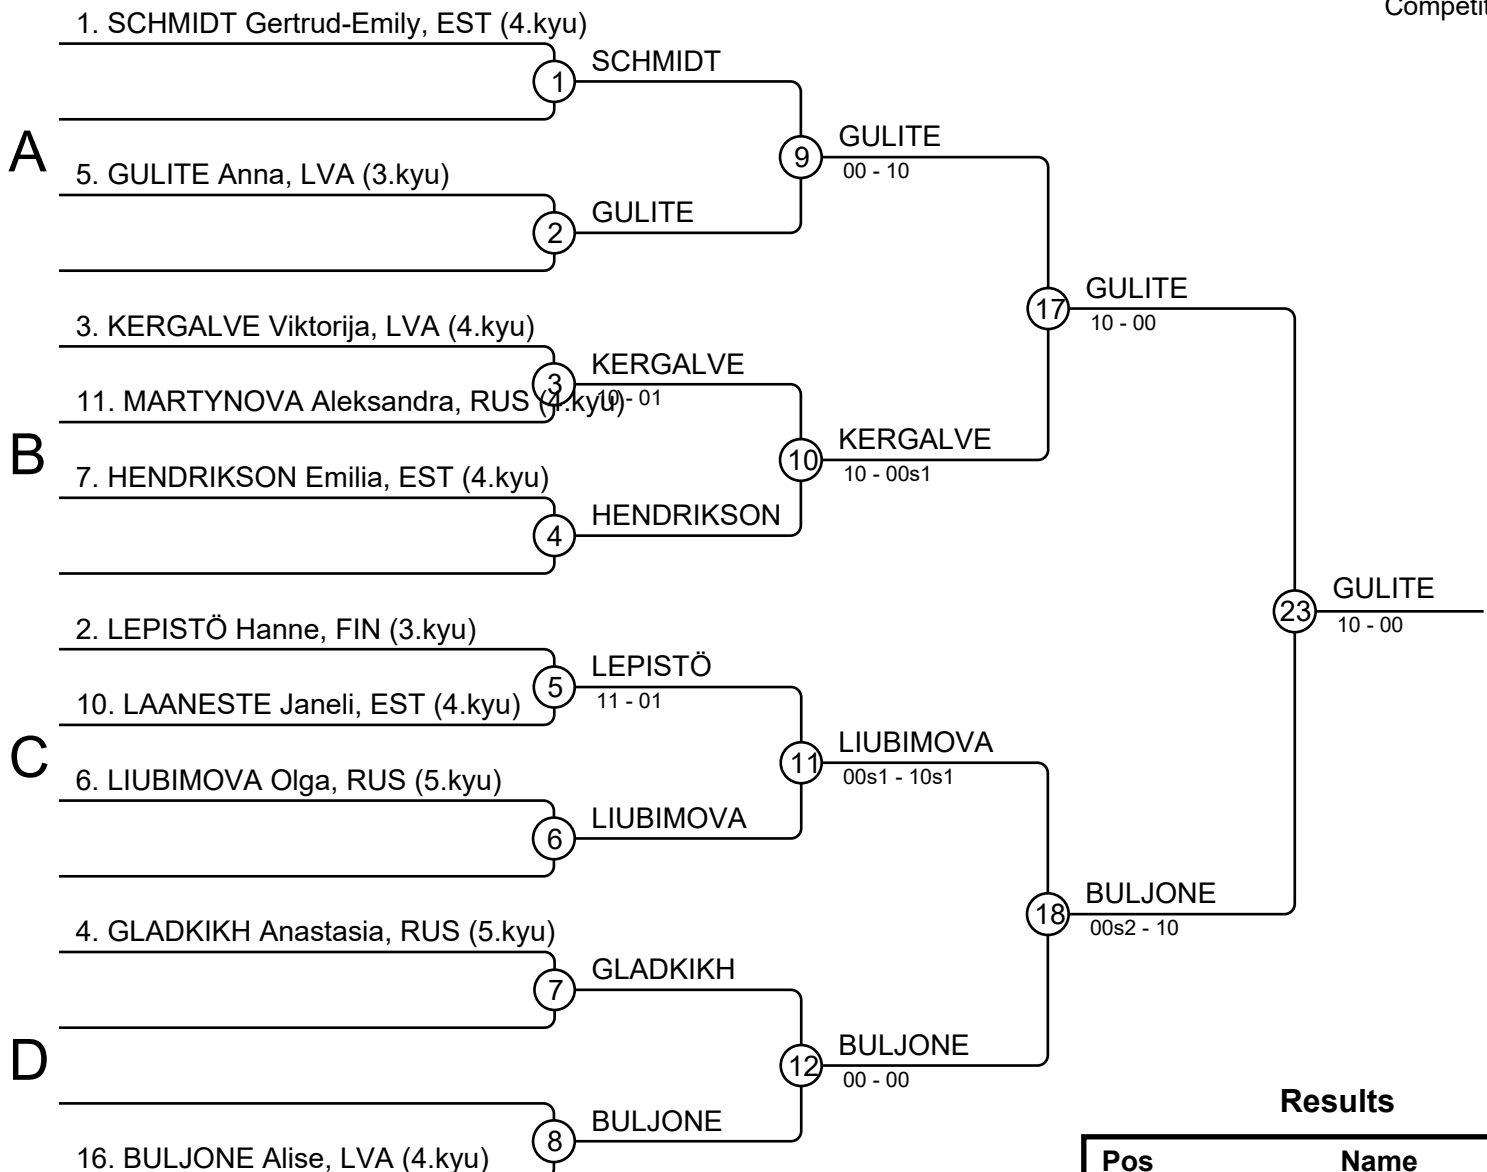 Competit
1. SCHMIDT Gertrud-Emily, EST (4.kyu)
1
SCHMIDT
A
9
GULITE
00 - 10
5. GULITE Anna, LVA (3.kyu)
2
GULITE
17
GULITE
10 - 00
3. KERGALVE Viktorija, LVA (4.kyu)
3
KERGALVE
10 - 01
11. MARTYNOVA Aleksandra, RUS (4.kyu)
B
10
KERGALVE
10 - 00s1
7. HENDRIKSON Emilia, EST (4.kyu)
4
HENDRIKSON
23
GULITE
10 - 00
2. LEPISTÖ Hanne, FIN (3.kyu)
5
LEPISTÖ
11 - 01
10. LAANESTE Janeli, EST (4.kyu)
C
11
LIUBIMOVA
00s1 - 10s1
6. LIUBIMOVA Olga, RUS (5.kyu)
6
LIUBIMOVA
18
BULJONE
00s2 - 10
4. GLADKIKH Anastasia, RUS (5.kyu)
7
GLADKIKH
D
12
BULJONE
00 - 00
8
BULJONE
16. BULJONE Alise, LVA (4.kyu)
Results
Pos Name